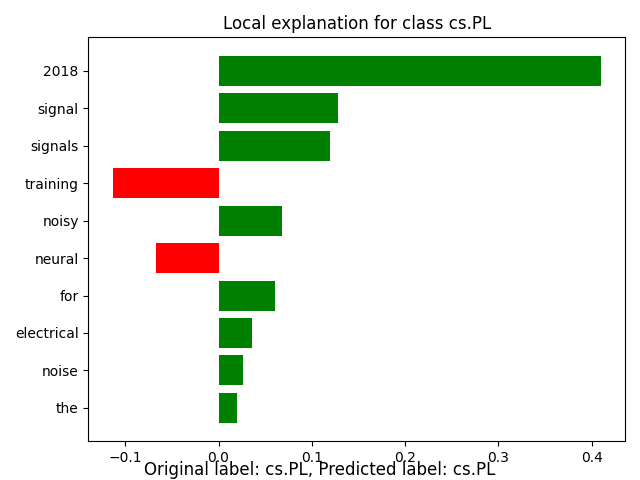 Local explanation for class cs.PL
2018
signal
signals
training
noisy
neural
for
electrical
noise
the
−0.1 0.0 0.1 0.2 0.3 0.4
Original label: cs.PL, Predicted label: cs.PL